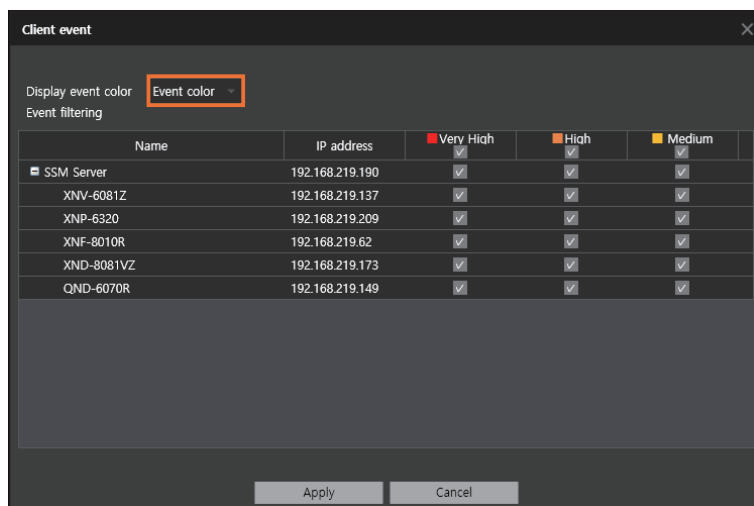 Client event
Display event color Event color
Event filtering
Name IP address Very High High Medium
SSM Server 192.168.219.190
XNV-6081Z 192.168.219.137
XNP-6320 192.168.219.209
XNF-8010R 192.168.219.62
XND-8081VZ 192.168.219.173
QND-6070R 192.168.219.149
Apply Cancel